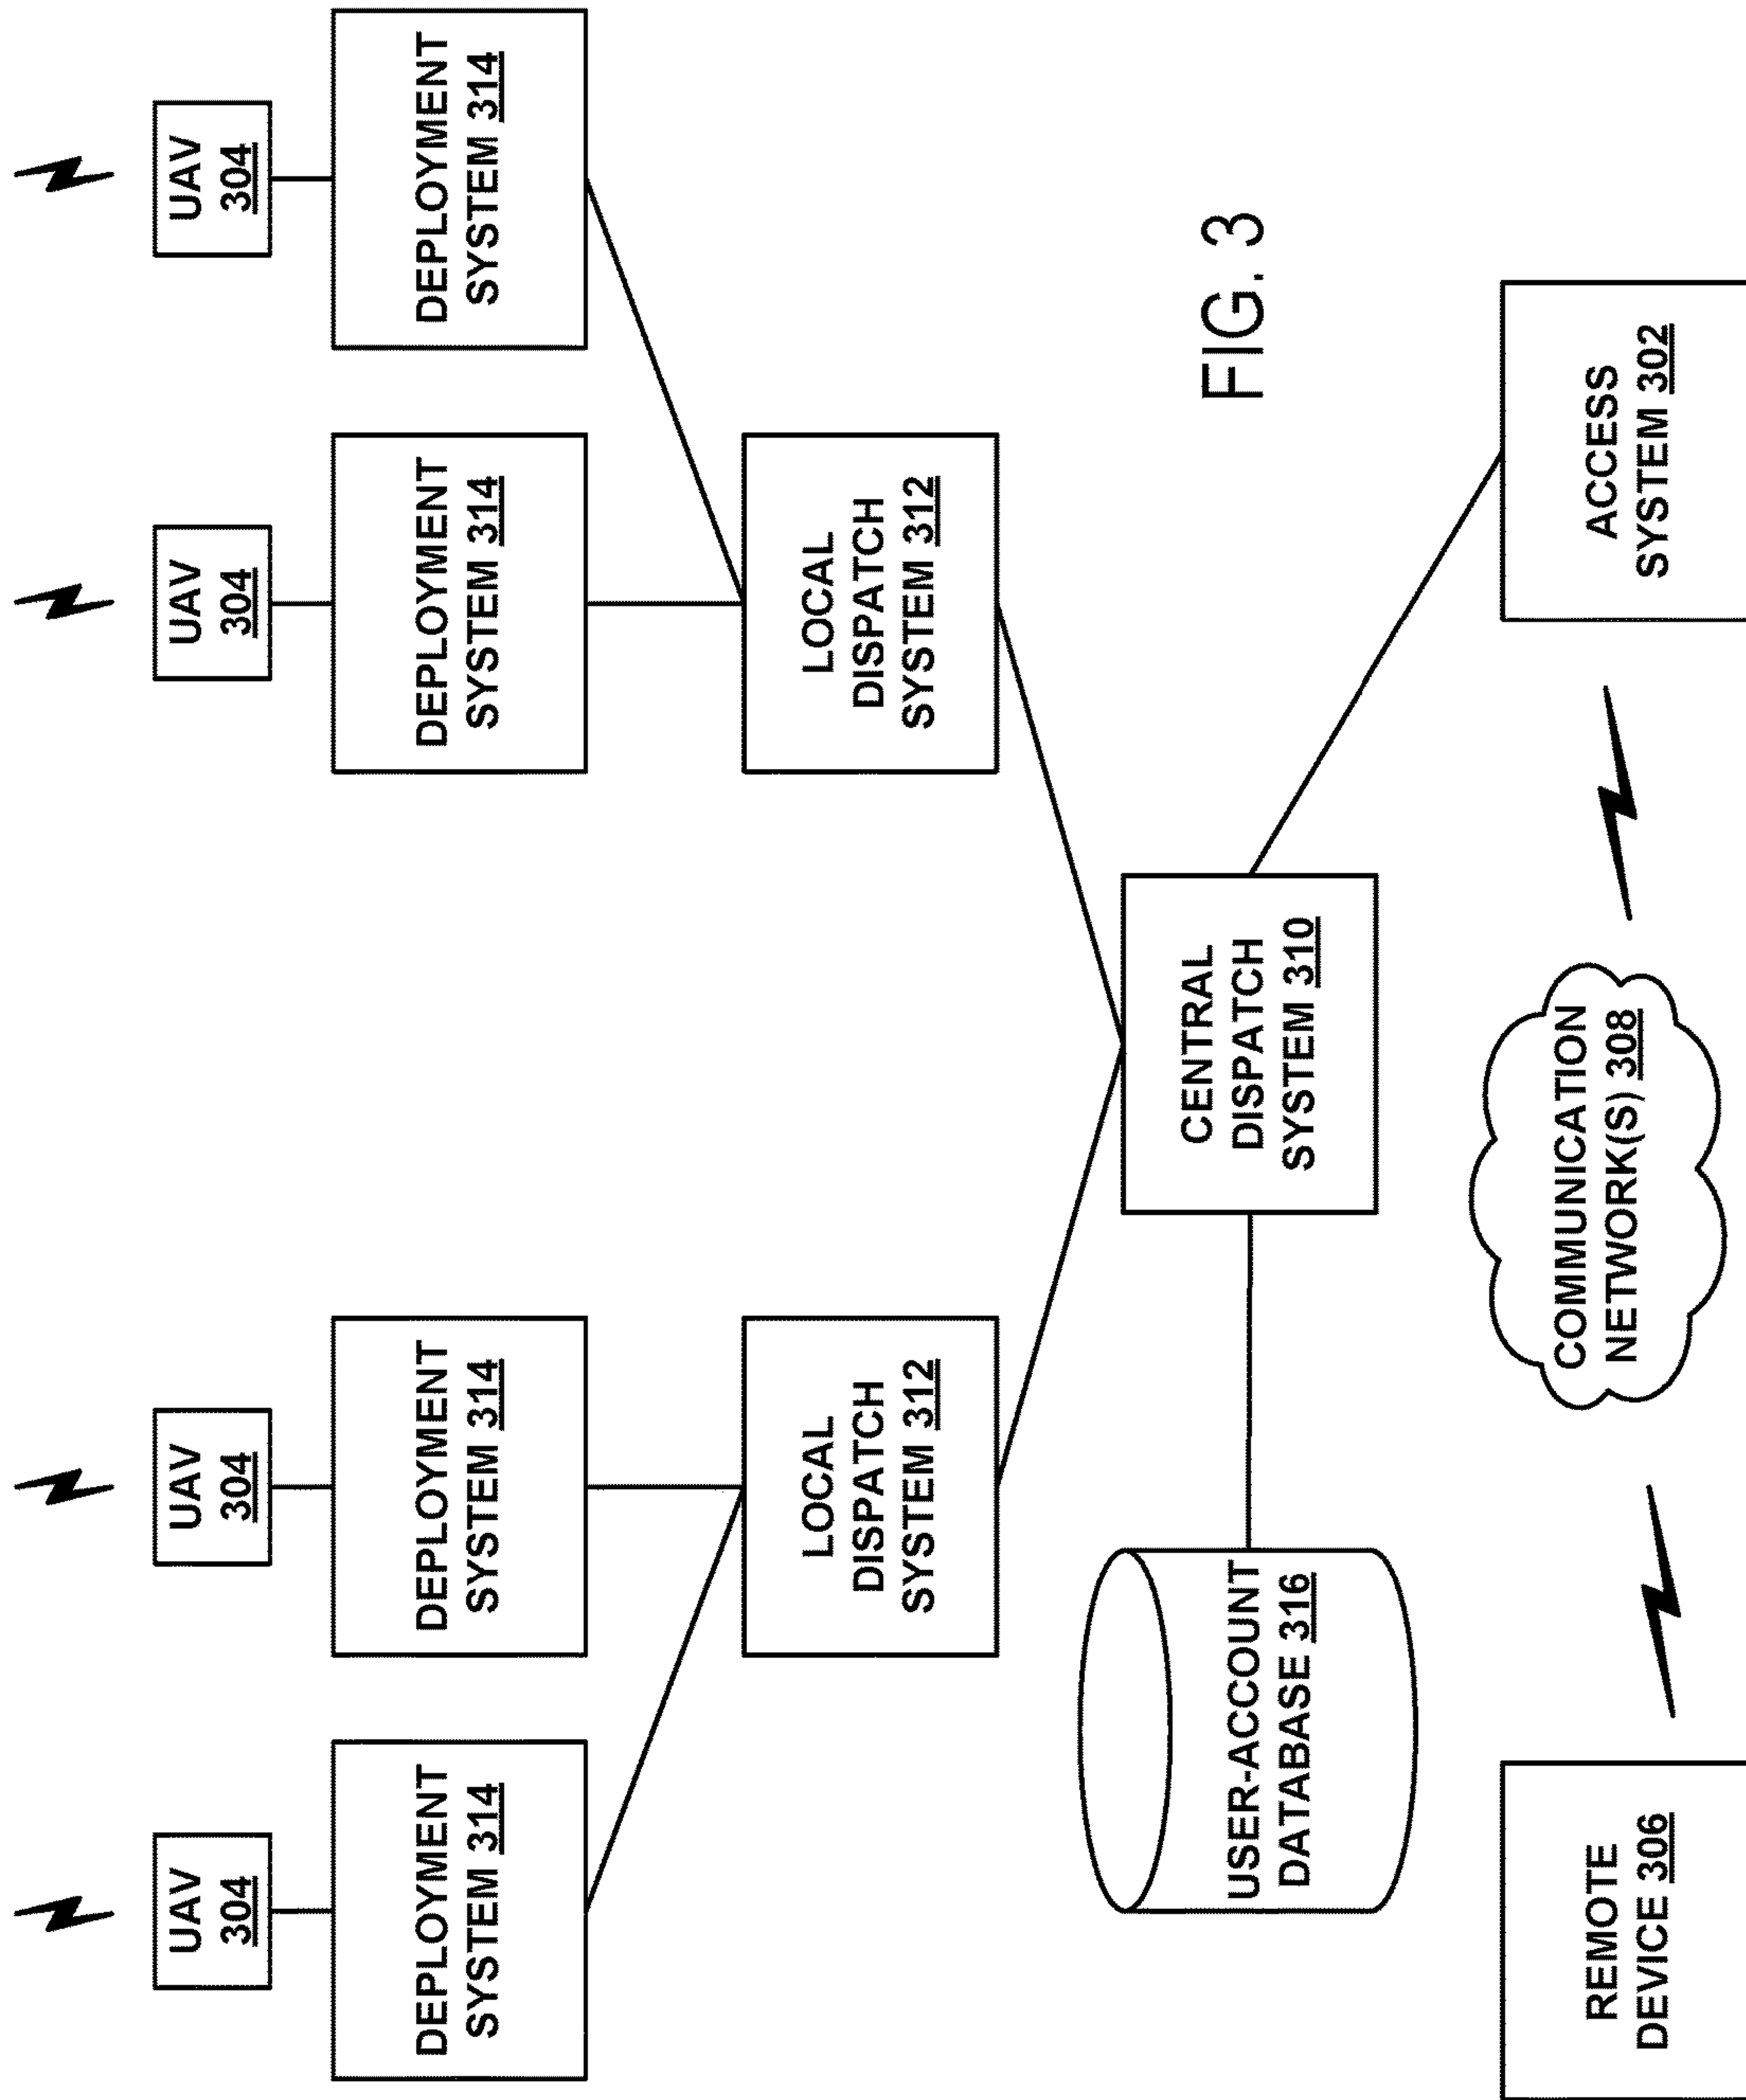 UAV
304
UAV
304
UAV
304
UAV
304
DEPLOYMENT
SYSTEM 314
DEPLOYMENT
SYSTEM 314
DEPLOYMENT
SYSTEM 314
DEPLOYMENT
SYSTEM 314
LOCAL
DISPATCH
SYSTEM 312
LOCAL
DISPATCH
SYSTEM 312
USER-ACCOUNT
DATABASE 316
CENTRAL
DISPATCH
SYSTEM 310
FIG. 3
REMOTE
DEVICE 306
COMMUNICATION
NETWORK(S) 308
ACCESS
SYSTEM 302